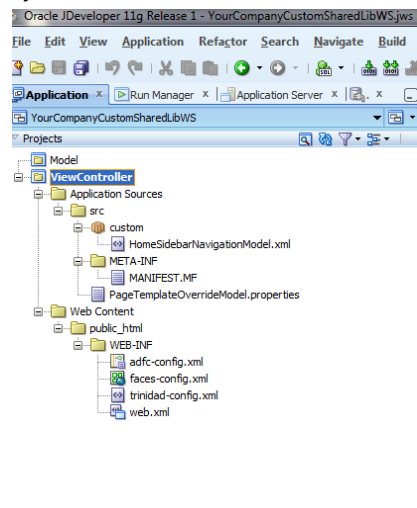 Oracle JDeveloper 11g Release 1 - YourCompanyCustomSharedLibWS.jws
File Edit View Application Refactor Search Navigate Build
Application x Run Manager x Application Server x x
YourCompanyCustomSharedLibWS
Projects
Model
ViewController
Application Sources
src
custom
HomeSidebarNavigationModel.xml
META-INF
MANIFEST.MF
PageTemplateOverrideModel.properties
Web Content
public_html
WEB-INF
adfc-config.xml
faces-config.xml
trinidad-config.xml
web.xml